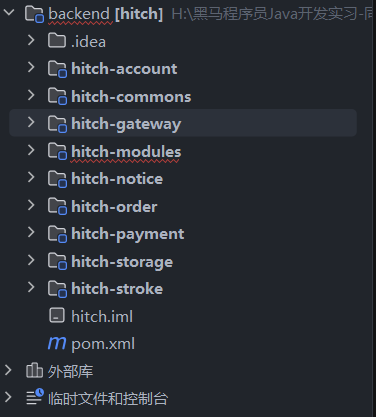 backend [hitch] H:\黑马程序员Java开发实习-同
.idea
hitch-account
hitch-commons
hitch-gateway
hitch-modules
hitch-notice
hitch-order
hitch-payment
hitch-storage
hitch-stroke
hitch.iml
m pom.xml
外部库
临时文件和控制台